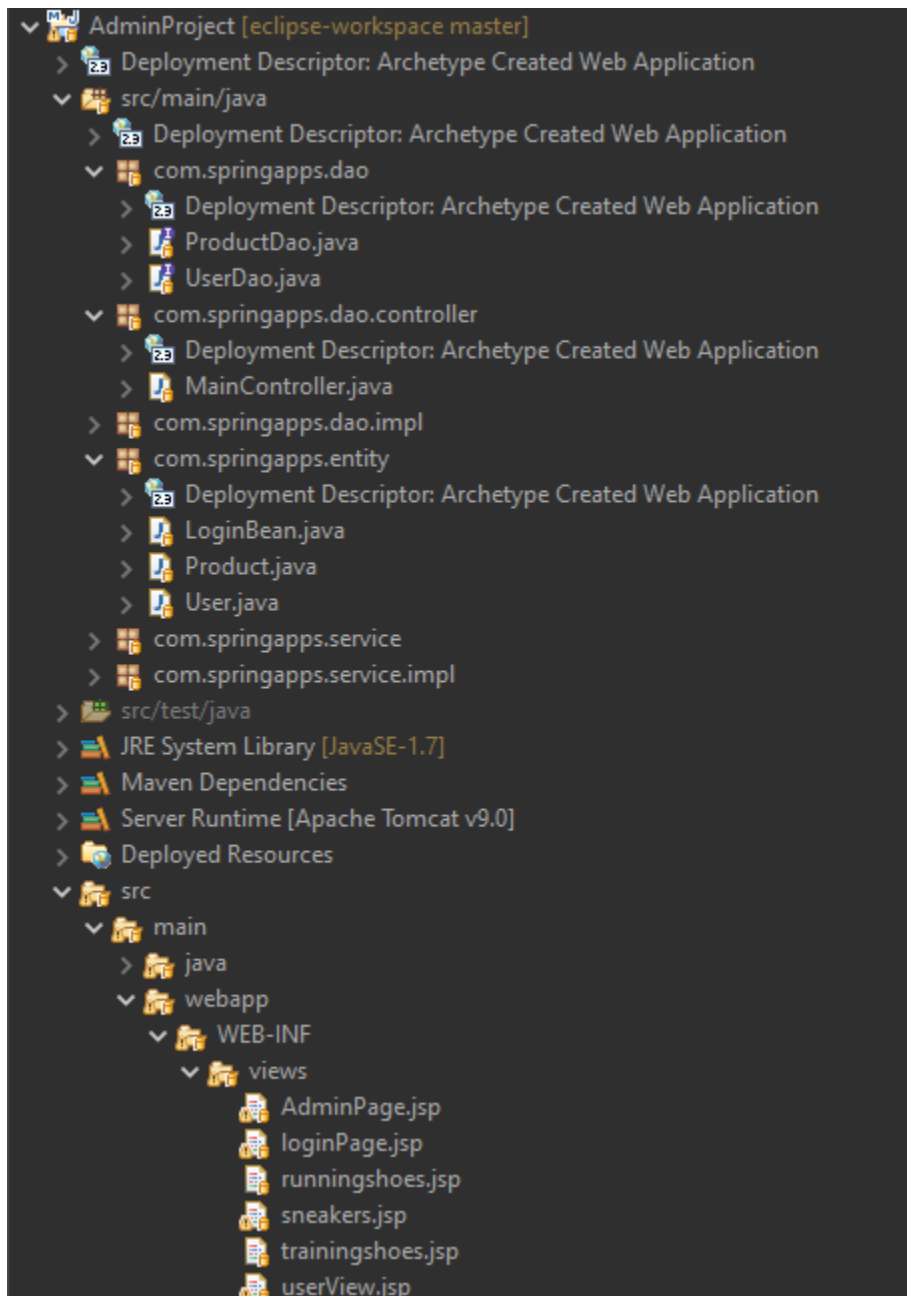 AdminProject [eclipse-workspace master]
Deployment Descriptor: Archetype Created Web Application
src/main/java
Deployment Descriptor: Archetype Created Web Application
com.springapps.dao
Deployment Descriptor: Archetype Created Web Application
ProductDao.java
UserDao.java
com.springapps.dao.controller
Deployment Descriptor: Archetype Created Web Application
MainController.java
com.springapps.dao.impl
com.springapps.entity
Deployment Descriptor: Archetype Created Web Application
LoginBean.java
Product.java
User.java
com.springapps.service
com.springapps.service.impl
src/test/java
JRE System Library [JavaSE-1.7]
Maven Dependencies
Server Runtime [Apache Tomcat v9.0]
Deployed Resources
src
main
java
webapp
WEB-INF
views
AdminPage.jsp
loginPage.jsp
runningshoes.jsp
sneakers.jsp
trainingshoes.jsp
userView.jsp